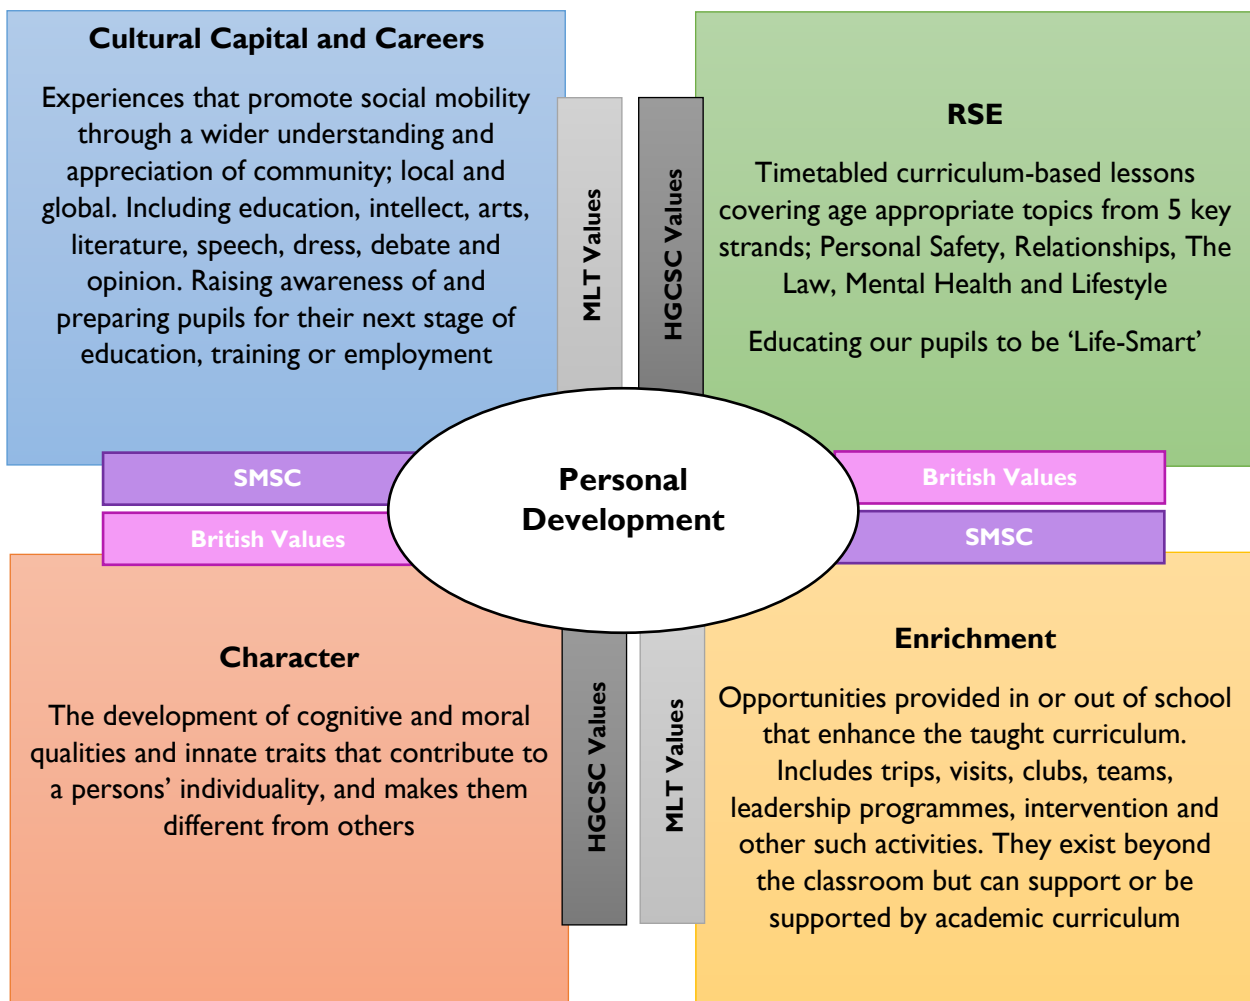 Cultural Capital and Careers
Experiences that promote social mobility
through a wider understanding and
appreciation of community; local and
global. Including education, intellect, arts,
literature, speech, dress, debate and
opinion. Raising awareness of and
preparing pupils for their next stage of
education, training or employment
MLT Values
HGCSC Values
RSE
Timetabled curriculum-based lessons
covering age appropriate topics from 5 key
strands; Personal Safety, Relationships, The
Law, Mental Health and Lifestyle
Educating our pupils to be ‘Life-Smart’
SMSC
British Values
Personal
Development
British Values
SMSC
Character
The development of cognitive and moral
qualities and innate traits that contribute to
a persons’ individuality, and makes them
different from others
HGCSC Values
MLT Values
Enrichment
Opportunities provided in or out of school
that enhance the taught curriculum.
Includes trips, visits, clubs, teams,
leadership programmes, intervention and
other such activities. They exist beyond
the classroom but can support or be
supported by academic curriculum